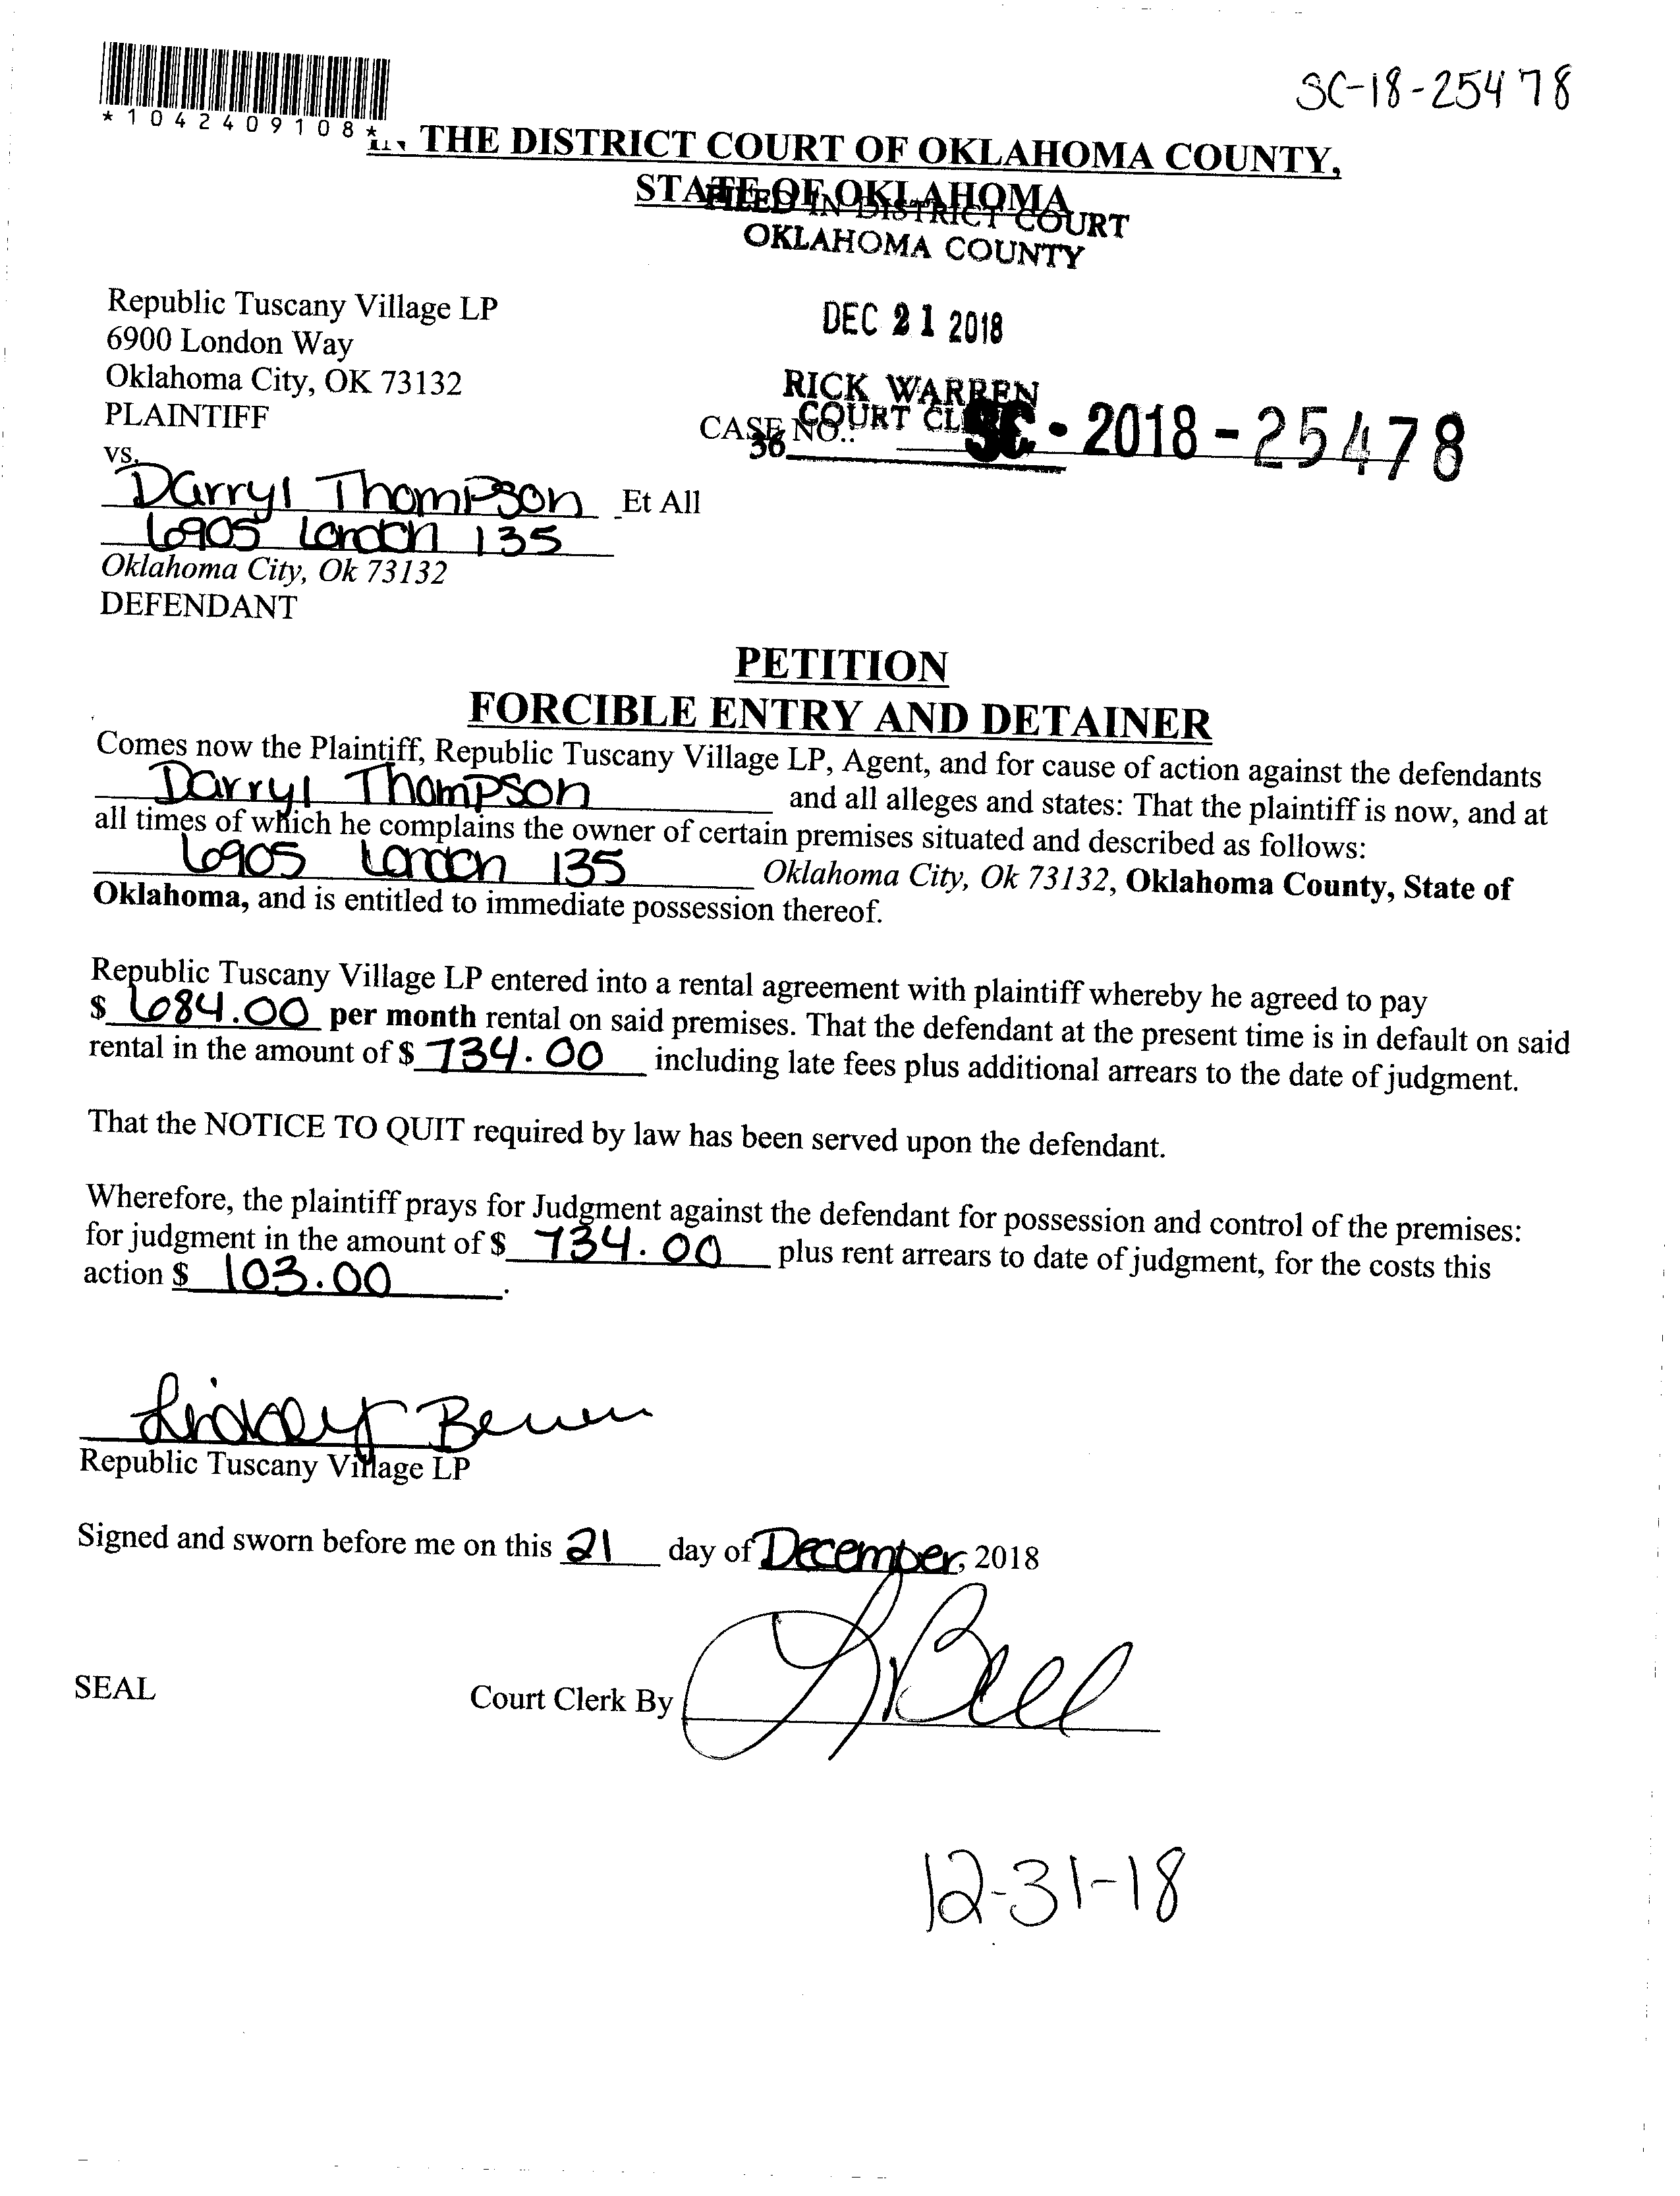 SC-18-25478
*1042409108*
THE DISTRICT COURT OF OKLAHOMA COUNTY,
STATE OF OKLAHOMA
FILED IN DISTRICT COURT
OKLAHOMA COUNTY
Republic Tuscany Village LP
6900 London Way
Oklahoma City, OK 73132
PLAINTIFF
DEC 21 2018
RICK WARREN
COURT
CASE NO.: SC-2018-25478
36
vs.
Darryl Thompson Et All
6905 London 135
Oklahoma City, Ok 73132
DEFENDANT
PETITION
FORCIBLE ENTRY AND DETAINER
Comes now the Plaintiff, Republic Tuscany Village LP, Agent, and for cause of action against the defendants
Darryl Thompson and all alleges and states: That the plaintiff is now, and at
all times of which he complains the owner of certain premises situated and described as follows:
6905 London 135 Oklahoma City, Ok 73132, Oklahoma County, State of
Oklahoma, and is entitled to immediate possession thereof.
Republic Tuscany Village LP entered into a rental agreement with plaintiff whereby he agreed to pay
$ 684.00 per month rental on said premises. That the defendant at the present time is in default on said
rental in the amount of $ 734.00 including late fees plus additional arrears to the date of judgment.
That the NOTICE TO QUIT required by law has been served upon the defendant.
Wherefore, the plaintiff prays for Judgment against the defendant for possession and control of the premises:
for judgment in the amount of $ 734.00 plus rent arrears to date of judgment, for the costs this
action $ 103.00.
Lindsey
Republic Tuscany Village LP
Signed and sworn before me on this 21 day of December, 2018
SEAL
Court Clerk By
12-31-18